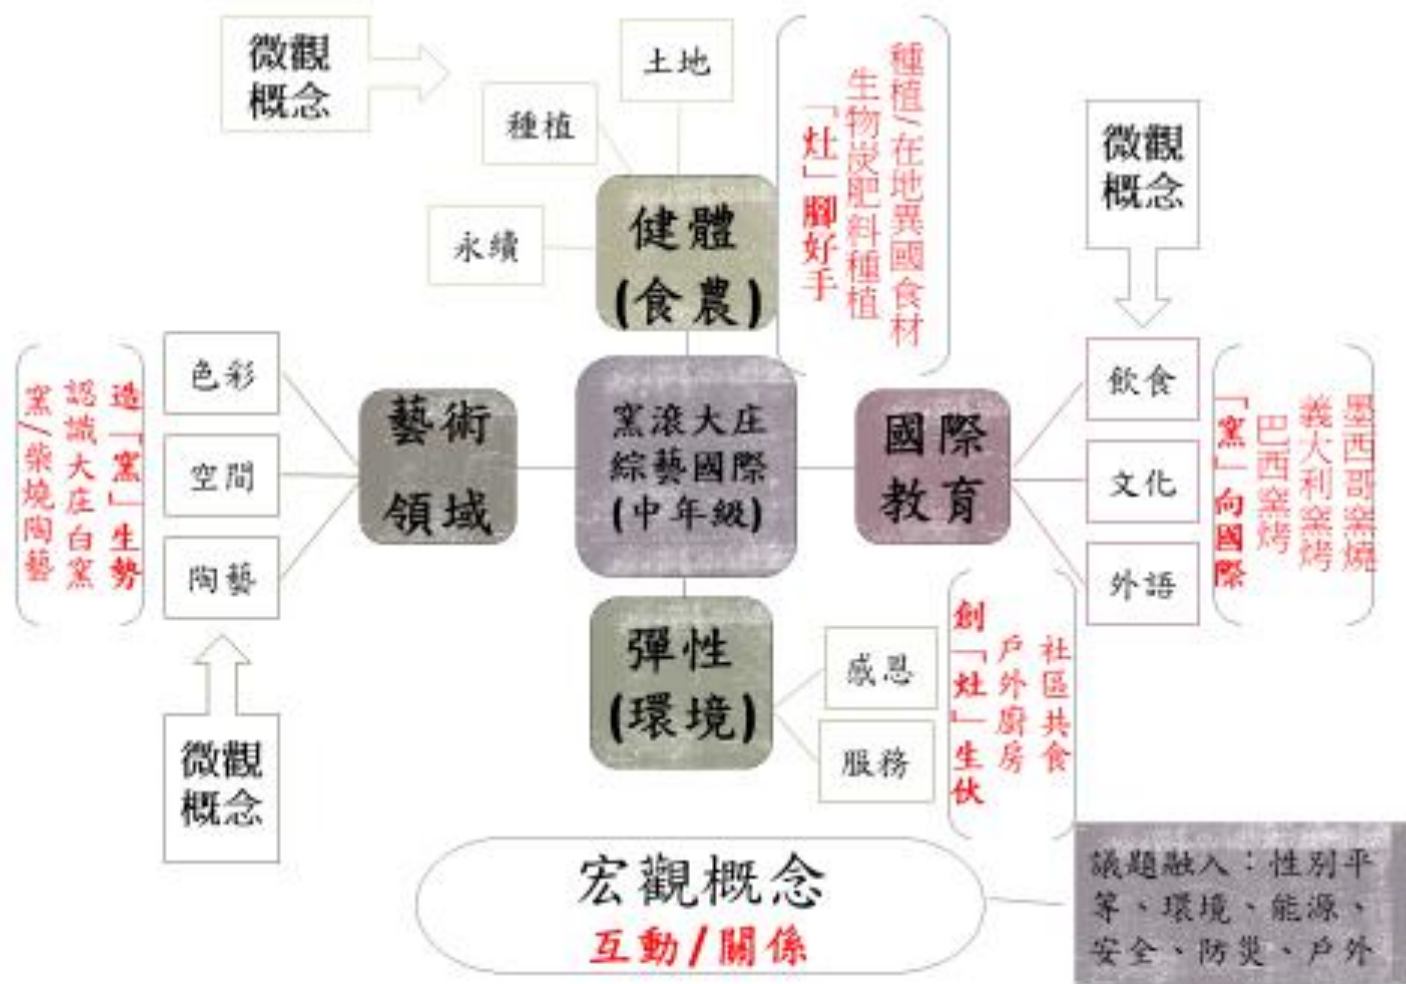 微觀
概念
土地
種植
永續
健體
(食農)
種植/在地異國食材
生物炭肥料種植
「灶」腳好手
微觀
概念
色彩
空間
陶藝
造「窯」生勢
認識大庄白窯
窯/柴燒陶藝
藝術
領域
窯滾大庄
綜藝國際
(中年級)
國際
教育
飲食
文化
外語
墨西哥窯燒
義大利窯烤
巴西窯烤
「窯」向國際
彈性
(環境)
感恩
服務
社區共食
戶外廚房
創「灶」生伙
微觀
概念
宏觀概念
互動/關係
議題融入：性別平
等、環境、能源、
安全、防災、戶外